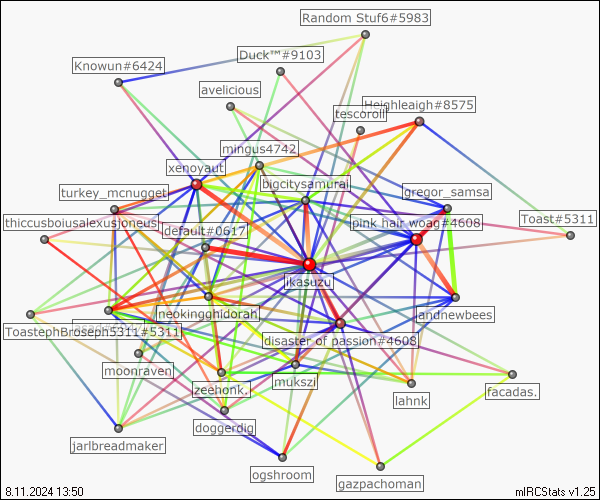 Random Stuf6#5983
Duck™#9103
Knowun#6424
avelicious
Heighleigh#8575
tescoroll
mingus4742
xenoyaut
bigcitysamurai
turkey_mcnugget
gregor_samsa
thiccusboiusalexusjoneus
default#0617
pink hair woag#4608
Toast#5311
ikasuzu
neokingghidorah
andnewbees
ToastephBroseph5311#5311
disaster of passion#4608
moonraven
zeehonk.
mukszi
lahnk
facadas.
doggerdig
jarlbreadmaker
ogshroom
gazpachoman
8.11.2024 13:50
mIRCStats v1.25